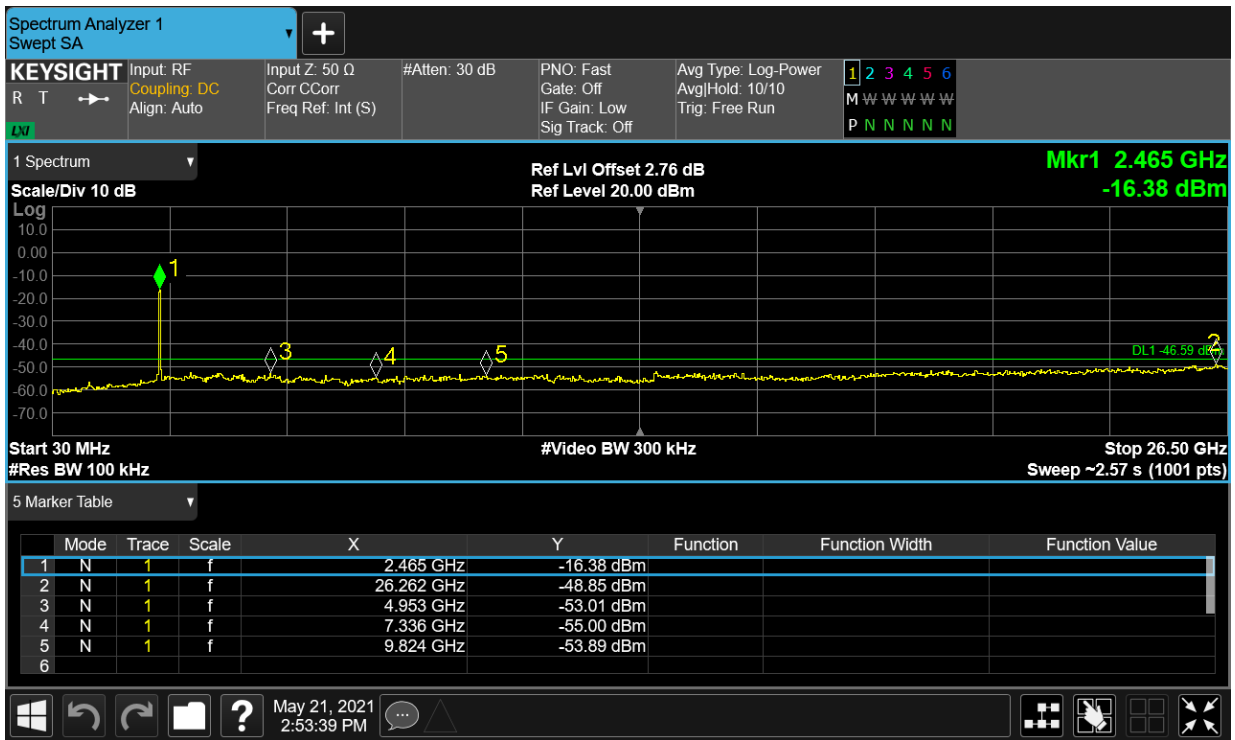 Spectrum Analyzer 1
Swept SA
KEYSIGHT
R T
LXI
Input: RF
Coupling: DC
Align: Auto
Input Z: 50 Ω
Corr CCorr
Freq Ref: Int (S)
#Atten: 30 dB
PNO: Fast
Gate: Off
IF Gain: Low
Sig Track: Off
Avg Type: Log-Power
Avg|Hold: 10/10
Trig: Free Run
1 2 3 4 5 6
M W W W W W
P N N N N N
1 Spectrum
Scale/Div 10 dB
Ref Lvl Offset 2.76 dB
Ref Level 20.00 dBm
Mkr1 2.465 GHz
-16.38 dBm
Log
10.0
0.00
-10.0
-20.0
-30.0
-40.0
-50.0
-60.0
-70.0
1
3
4
5
2
DL1 -46.59 dBm
Start 30 MHz
#Res BW 100 kHz
#Video BW 300 kHz
Stop 26.50 GHz
Sweep ~2.57 s (1001 pts)
5 Marker Table
Mode Trace Scale X Y Function Function Width Function Value
1 N 1 f 2.465 GHz -16.38 dBm
2 N 1 f 26.262 GHz -48.85 dBm
3 N 1 f 4.953 GHz -53.01 dBm
4 N 1 f 7.336 GHz -55.00 dBm
5 N 1 f 9.824 GHz -53.89 dBm
6
?
May 21, 2021
2:53:39 PM